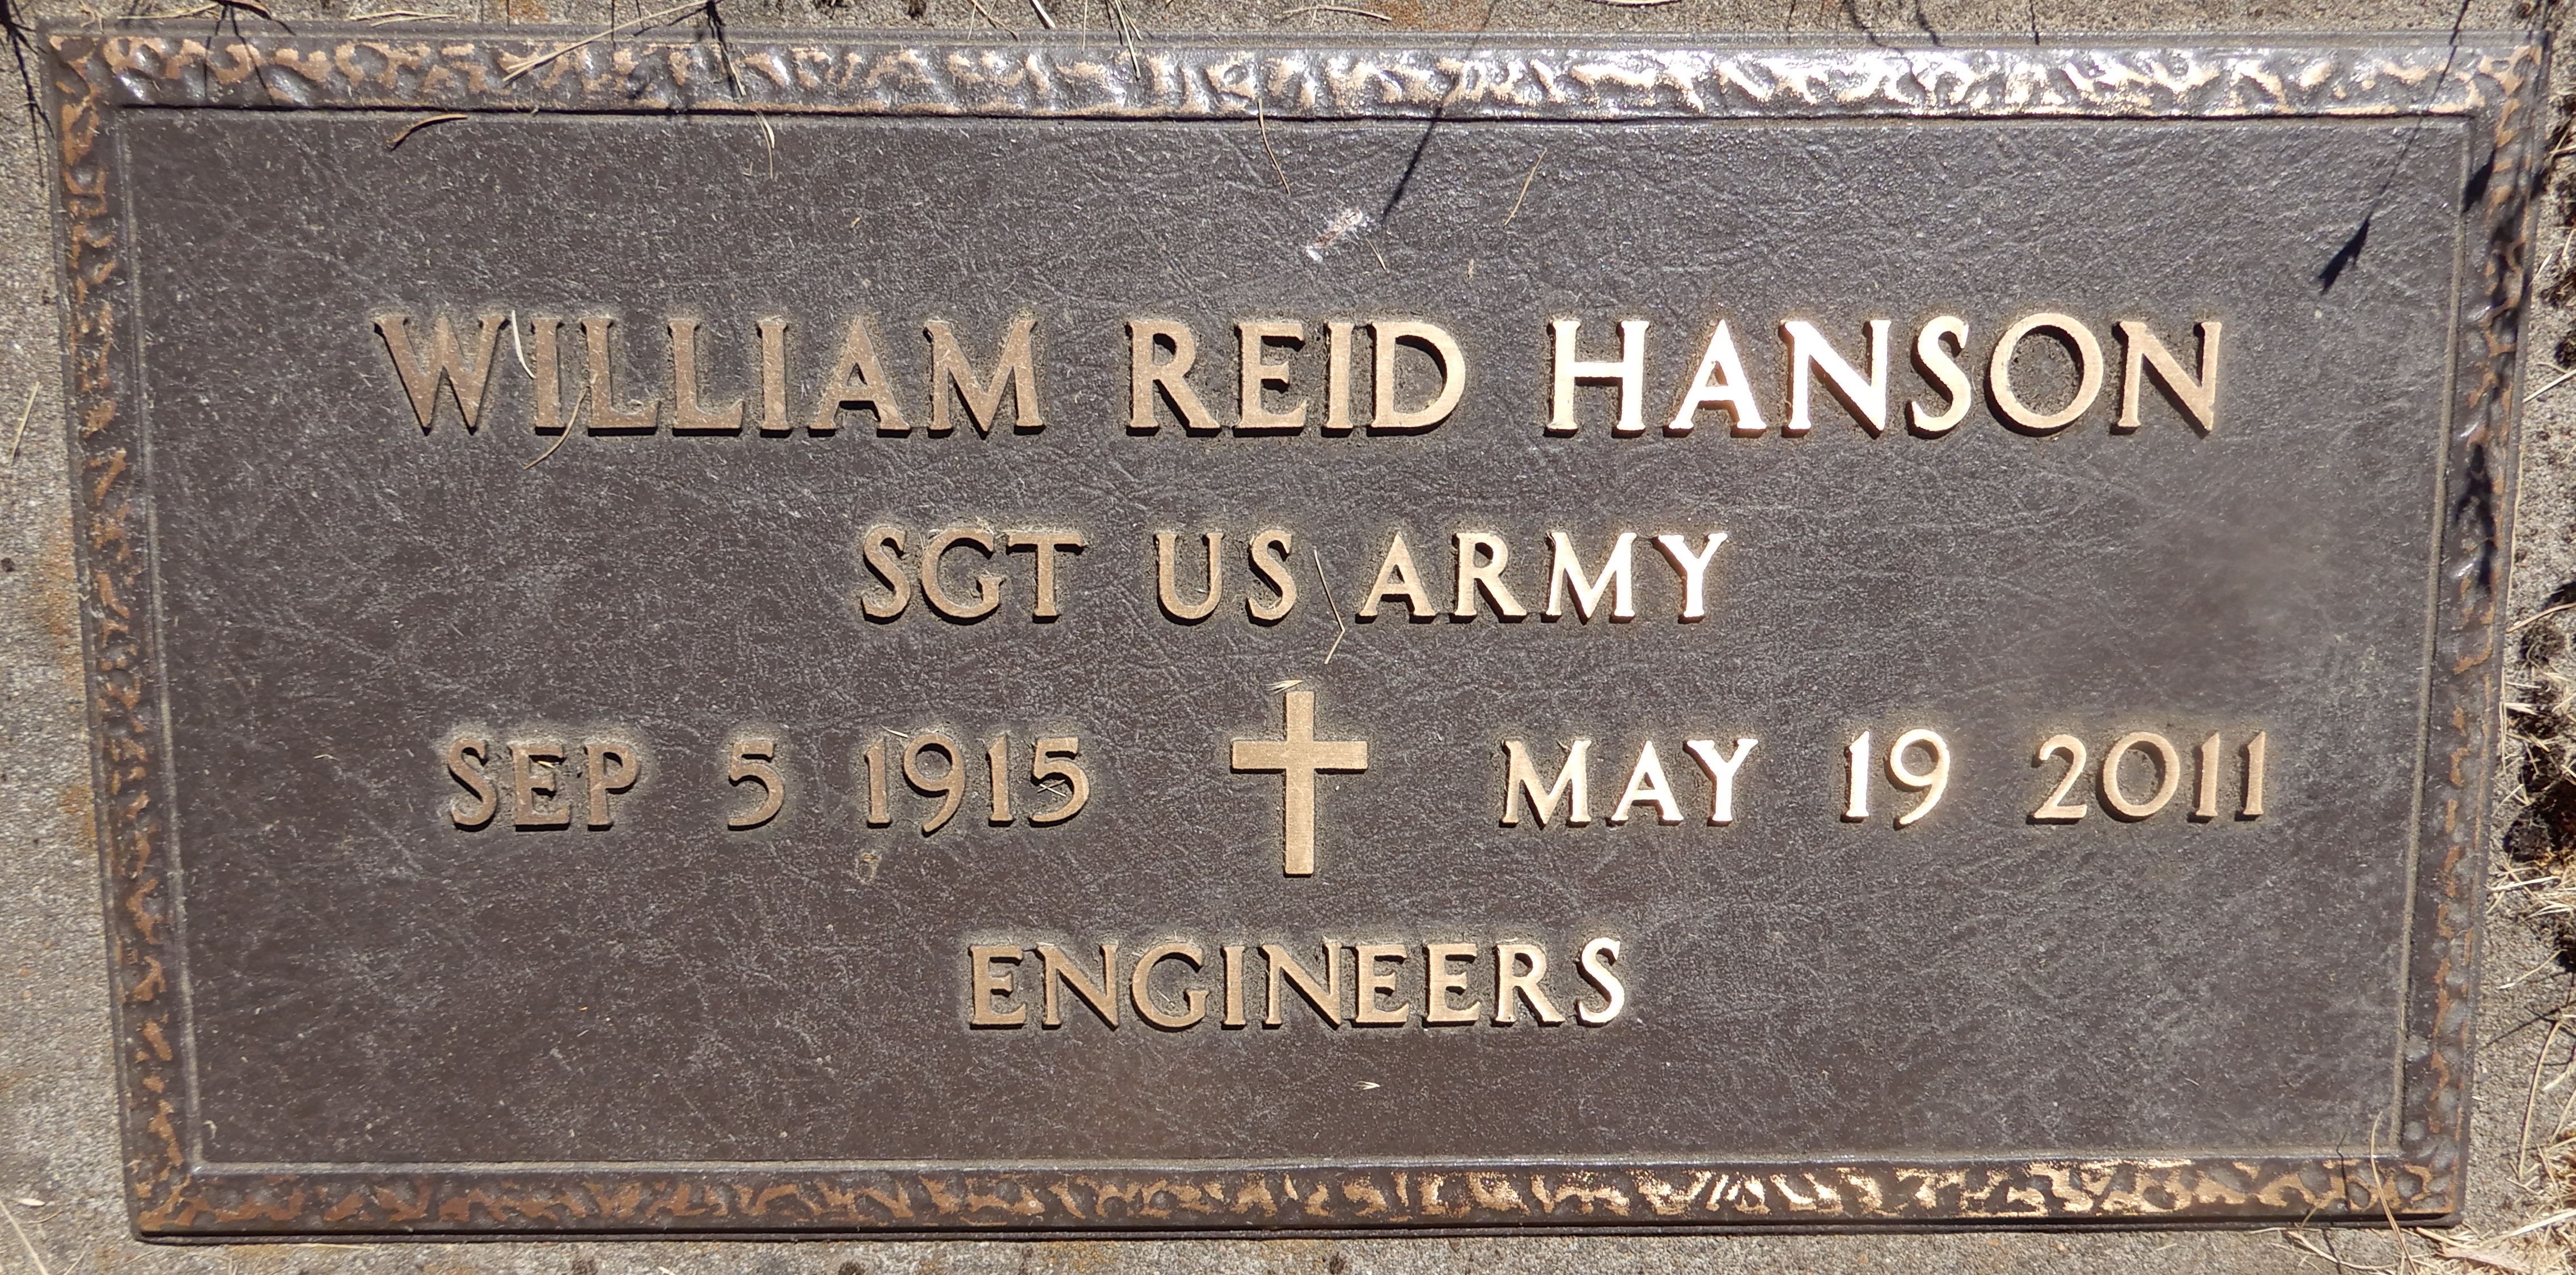 WILLIAM REID HANSON
SGT US ARMY
SEP 5 1915 MAY 19 2011
ENGINEERS